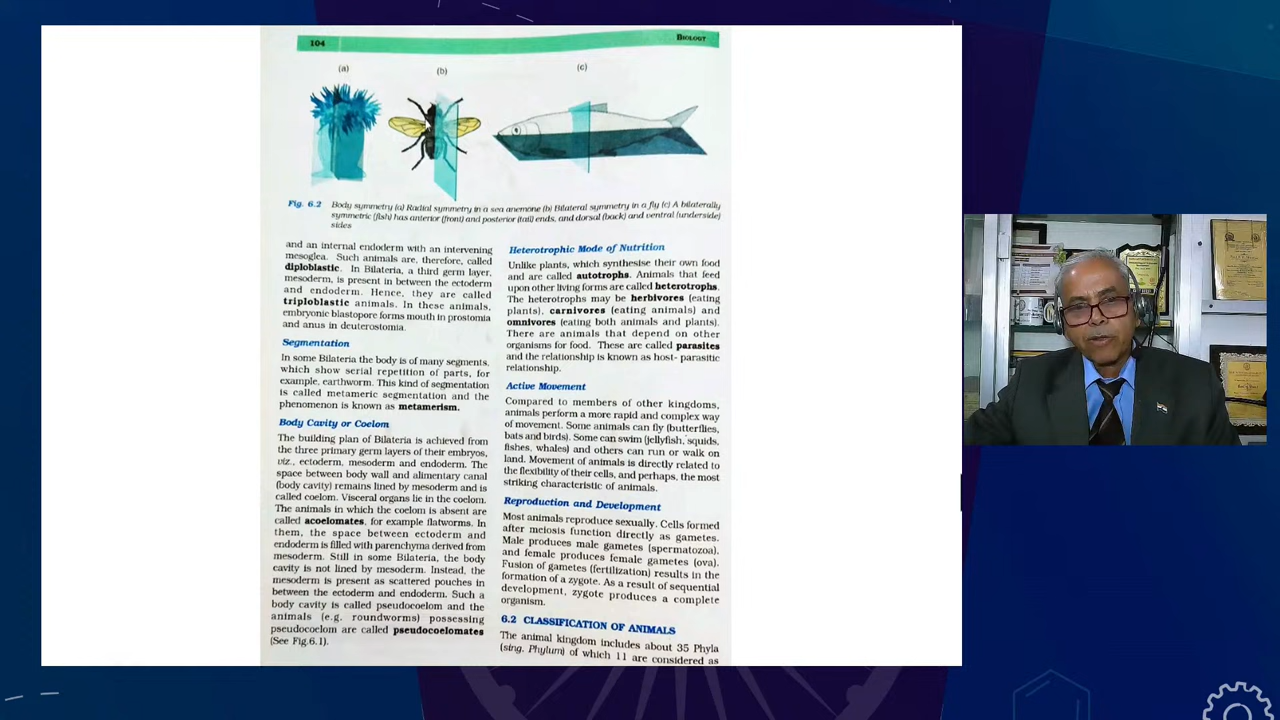 104
BIOLOGY
(a)
(b)
(c)
Fig. 6.2 Body symmetry (a) Radial symmetry in a sea anemone (b) Bilateral symmetry in a fly (c) A bilaterally
symmetric (fish) has anterior (front) and posterior (tail) ends, and dorsal (back) and ventral (underside)
sides
and an internal endoderm with an intervening
mesoglea. Such animals are, therefore, called
diploblastic. In Bilateria, a third germ layer,
mesoderm, is present in between the ectoderm
and endoderm. Hence, they are called
triploblastic animals. In these animals,
embryonic blastopore forms mouth in prostomia
and anus in deuterostomia.
Segmentation
In some Bilateria the body is of many segments,
which show serial repetition of parts, for
example, earthworm. This kind of segmentation
is called metameric segmentation and the
phenomenon is known as metamerism.
Body Cavity or Coelom
The building plan of Bilateria is achieved from
the three primary germ layers of their embryos,
viz., ectoderm, mesoderm and endoderm. The
space between body wall and alimentary canal
(body cavity) remains lined by mesoderm and is
called coelom. Visceral organs lie in the coelom.
The animals in which the coelom is absent are
called acoelomates, for example flatworms. In
them, the space between ectoderm and
endoderm is filled with parenchyma derived from
mesoderm. Still in some Bilateria, the body
cavity is not lined by mesoderm. Instead, the
mesoderm is present as scattered pouches in
between the ectoderm and endoderm. Such a
body cavity is called pseudocoelom and the
animals (e.g. roundworms) possessing
pseudocoelom are called pseudocoelomates
(See Fig.6.1).
Heterotrophic Mode of Nutrition
Unlike plants, which synthesise their own food
and are called autotrophs. Animals that feed
upon other living forms are called heterotrophs.
The heterotrophs may be herbivores (eating
plants), carnivores (eating animals) and
omnivores (eating both animals and plants).
There are animals that depend on other
organisms for food. These are called parasites
and the relationship is known as host- parasitic
relationship.
Active Movement
Compared to members of other kingdoms,
animals perform a more rapid and complex way
of movement. Some animals can fly (butterflies,
bats and birds). Some can swim (jellyfish, squids,
fishes, whales) and others can run or walk on
land. Movement of animals is directly related to
the flexibility of their cells, and perhaps, the most
striking characteristic of animals.
Reproduction and Development
Most animals reproduce sexually. Cells formed
after meiosis function directly as gametes.
Male produces male gametes (spermatozoa),
and female produces female gametes (ova).
Fusion of gametes (fertilization) results in the
formation of a zygote. As a result of sequential
development, zygote produces a complete
organism.
6.2 CLASSIFICATION OF ANIMALS
The animal kingdom includes about 35 Phyla
(sing. Phylum) of which 11 are considered as